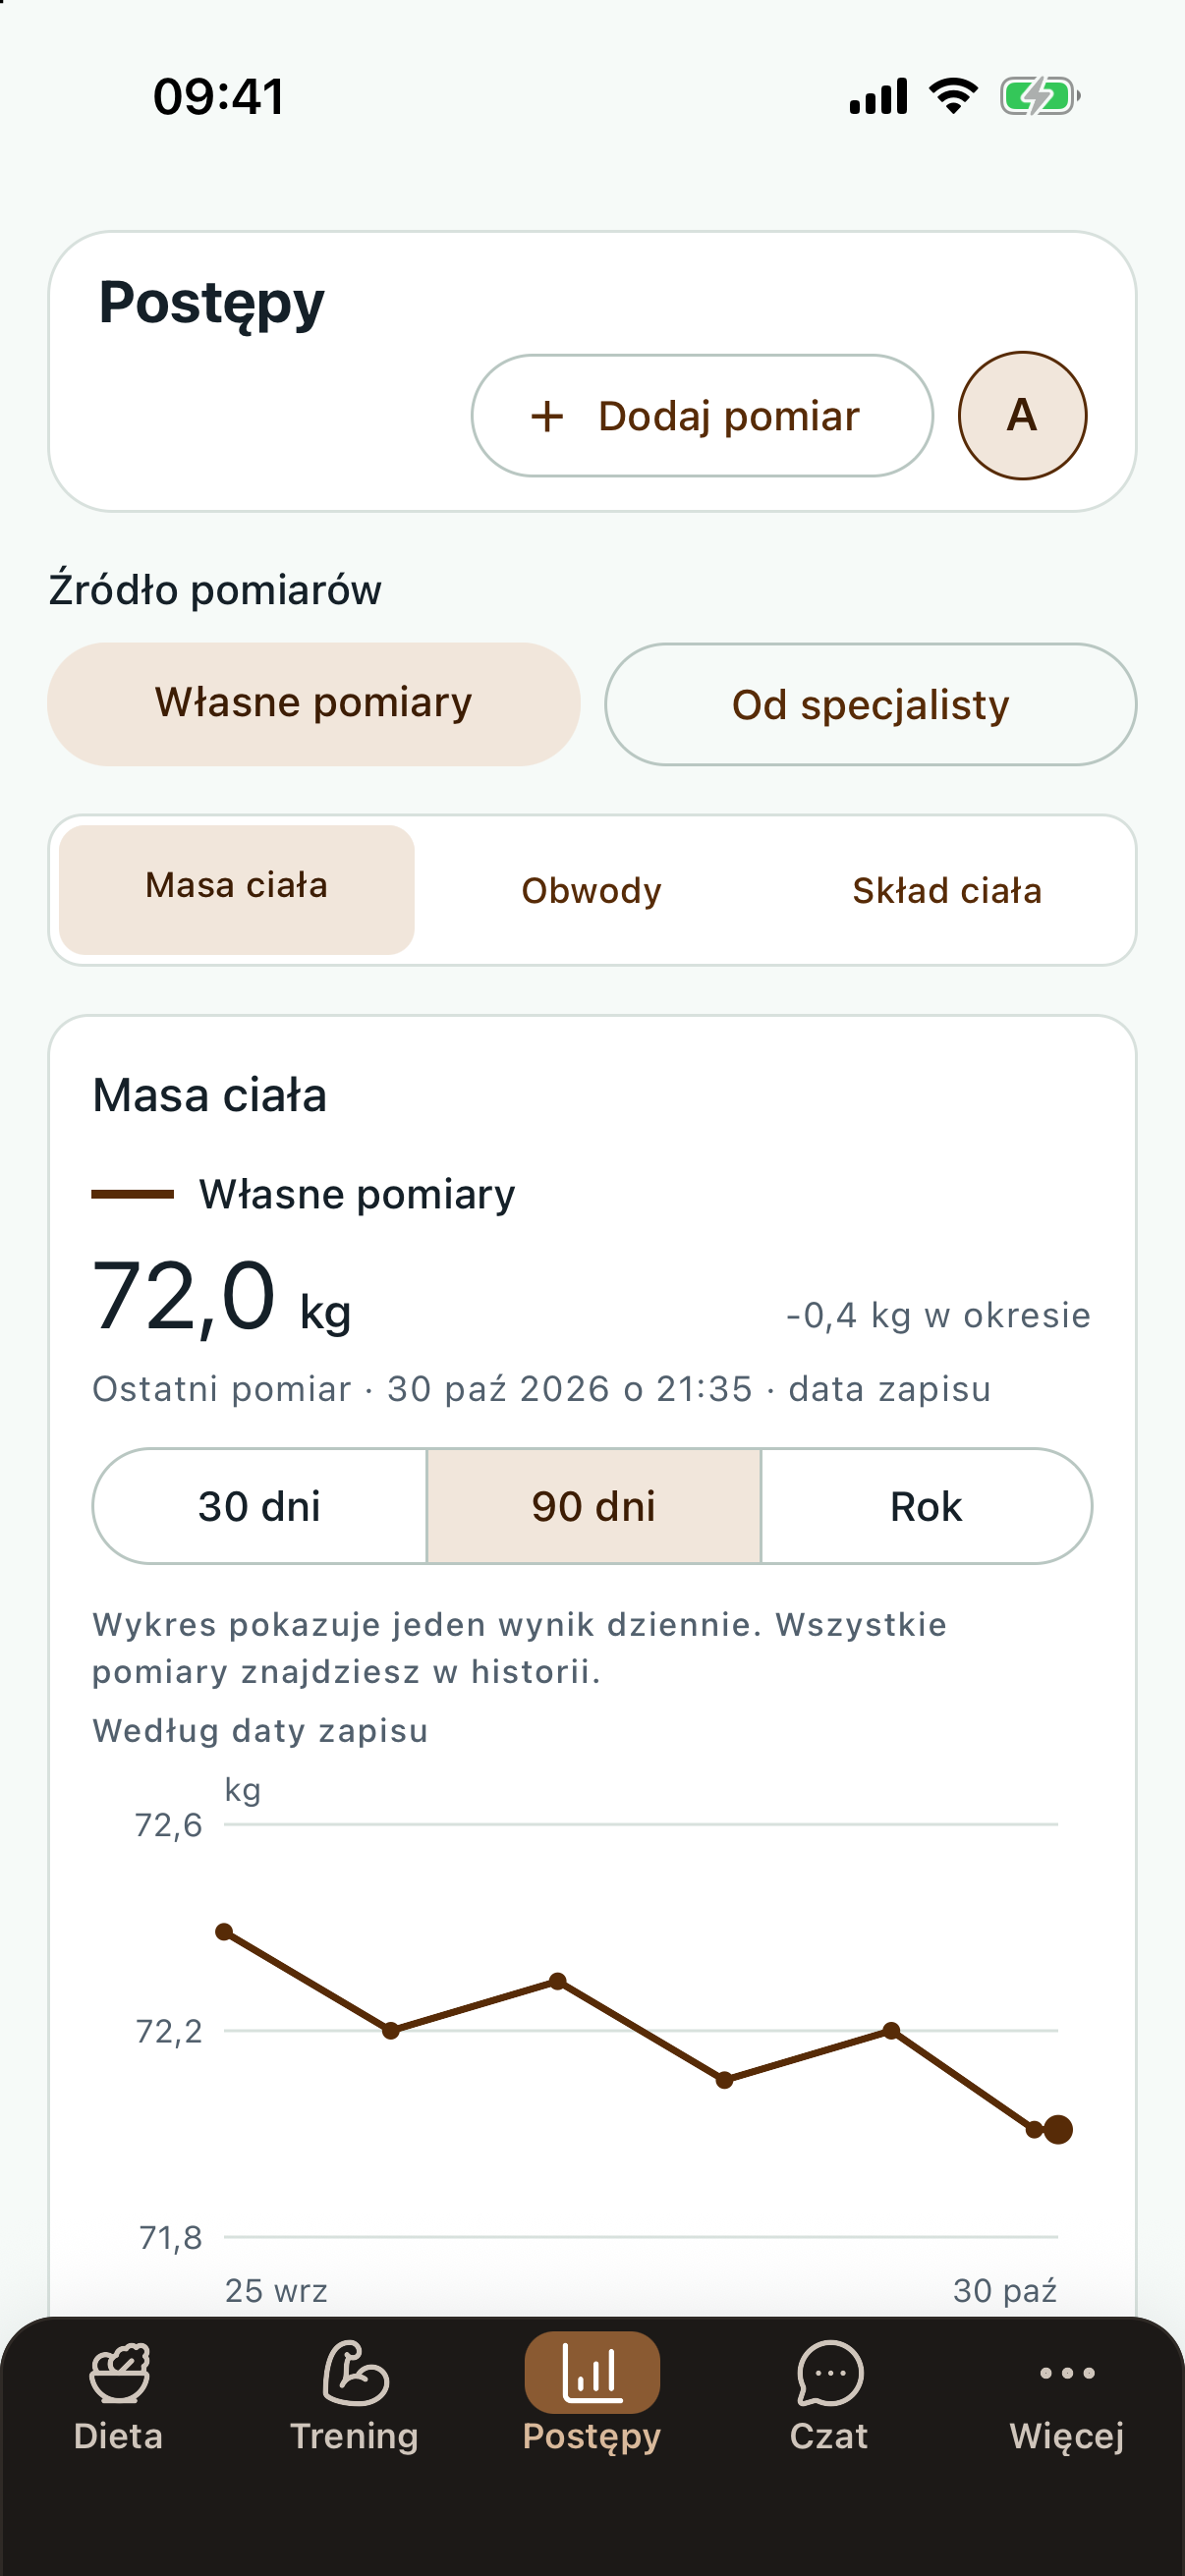 09:41
Postępy
+ Dodaj pomiar
A
Źródło pomiarów
Własne pomiary
Od specjalisty
Masa ciała
Obwody
Skład ciała
Masa ciała
Własne pomiary
72,0 kg
-0,4 kg w okresie
Ostatni pomiar · 30 paź 2026 o 21:35 · data zapisu
30 dni
90 dni
Rok
Wykres pokazuje jeden wynik dziennie. Wszystkie
pomiary znajdziesz w historii.
Według daty zapisu
kg
72,6
72,2
71,8
25 wrz
30 paź
Dieta
Trening
Postępy
Czat
Więcej